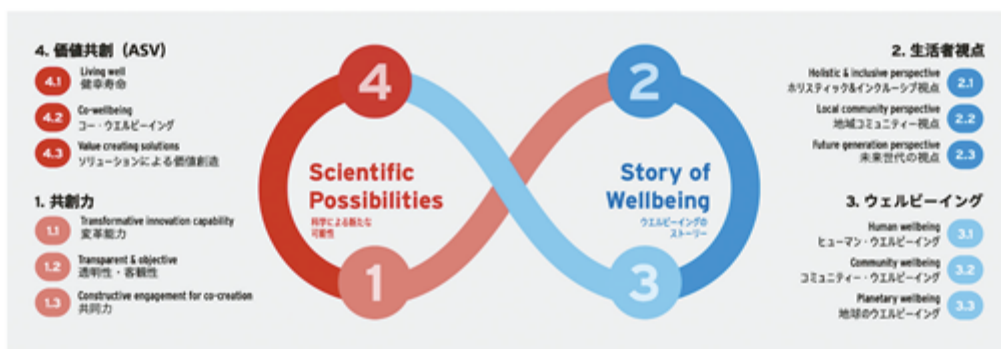 4. 価値共創（ASV）
4.1 Living well
健幸寿命
4.2 Co-wellbeing
コー・ウエルビーイング
4.3 Value creating solutions
ソリューションによる価値創造
1. 共創力
1.1 Transformative innovation capability
変革能力
1.2 Transparent & objective
透明性・客観性
1.3 Constructive engagement for co-creation
共同力
4
2
Scientific
Possibilities
科学による新たな
可能性
Story of
Wellbeing
ウエルビーイングの
ストーリー
1
3
2. 生活者視点
Holistic & inclusive perspective 2.1
ホリスティック&インクルーシブ視点
Local community perspective 2.2
地域コミュニティー視点
Future generation perspective 2.3
未来世代の視点
3. ウェルビーイング
Human wellbeing 3.1
ヒューマン・ウエルビーイング
Community wellbeing 3.2
コミュニティー・ウエルビーイング
Planetary wellbeing 3.3
地球のウエルビーイング